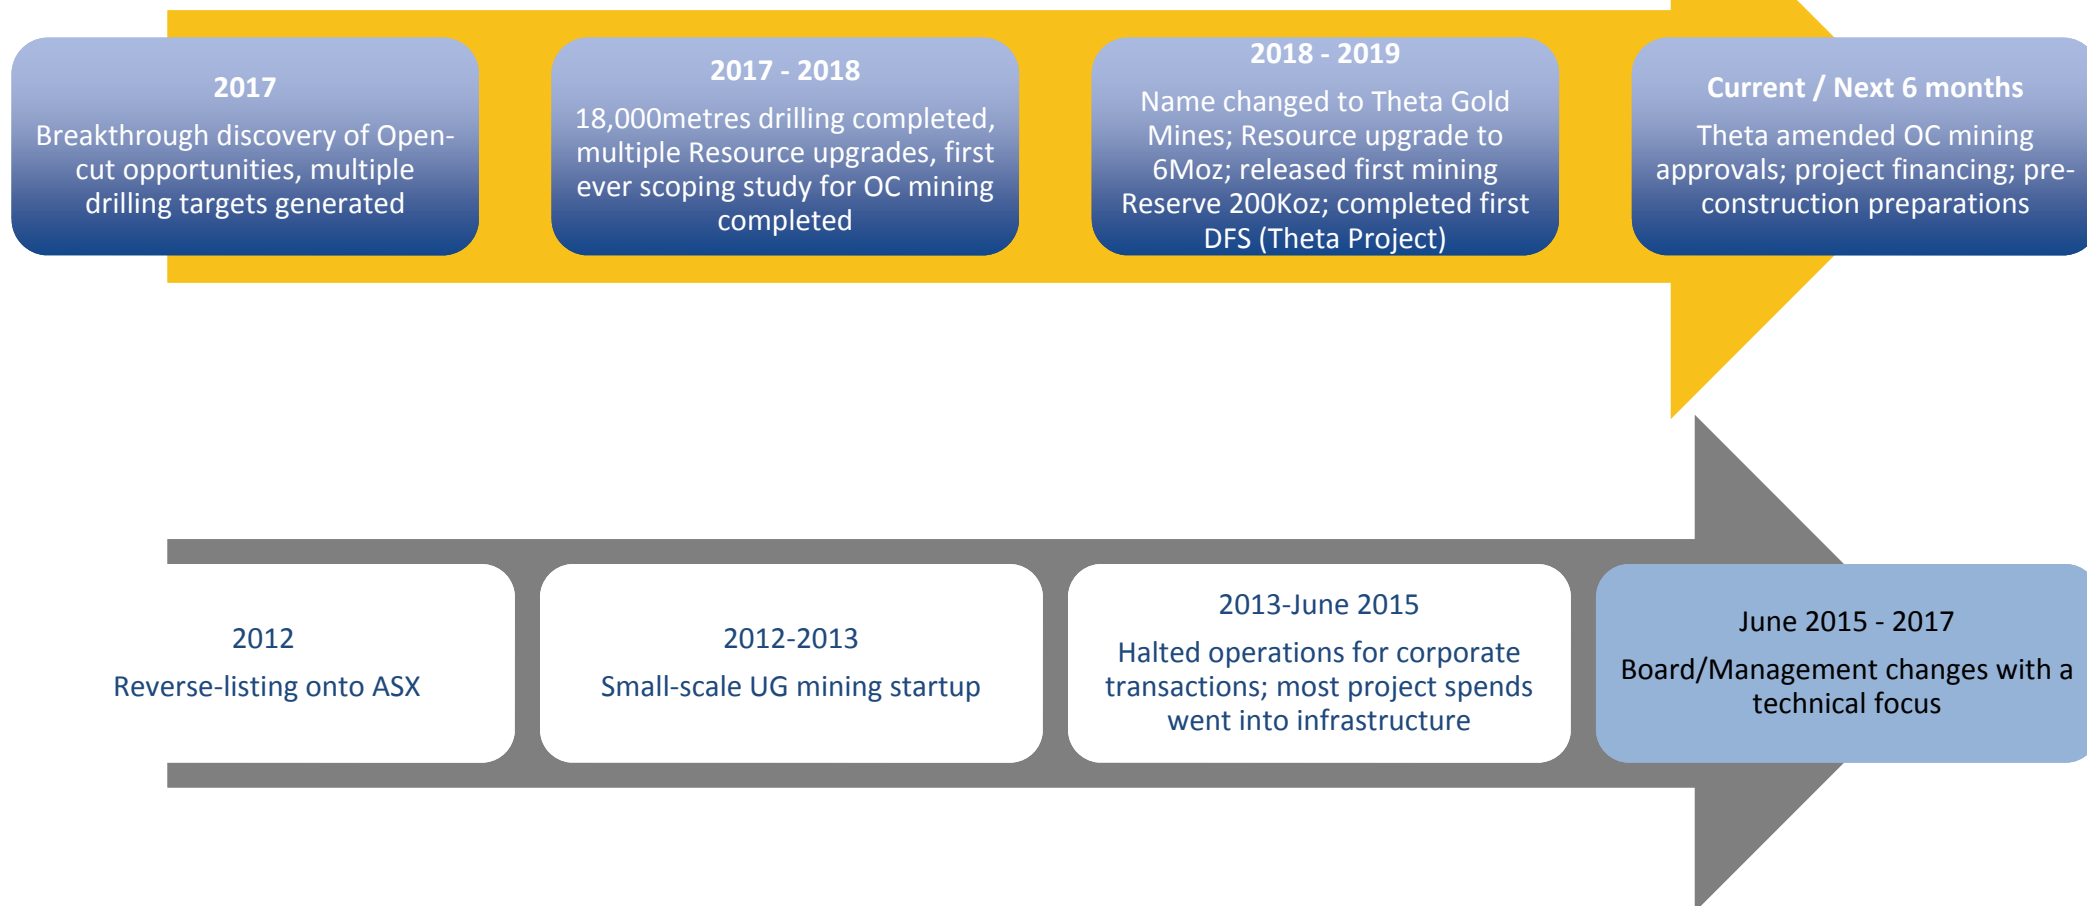 2017
Breakthrough discovery of Open-
cut opportunities, multiple
drilling targets generated
2017 - 2018
18,000metres drilling completed,
multiple Resource upgrades, first
ever scoping study for OC mining
completed
2018 - 2019
Name changed to Theta Gold
Mines; Resource upgrade to
6Moz; released first mining
Reserve 200Koz; completed first
DFS (Theta Project)
Current / Next 6 months
Theta amended OC mining
approvals; project financing; pre-
construction preparations
2012
Reverse-listing onto ASX
2012-2013
Small-scale UG mining startup
2013-June 2015
Halted operations for corporate
transactions; most project spends
went into infrastructure
June 2015 - 2017
Board/Management changes with a
technical focus